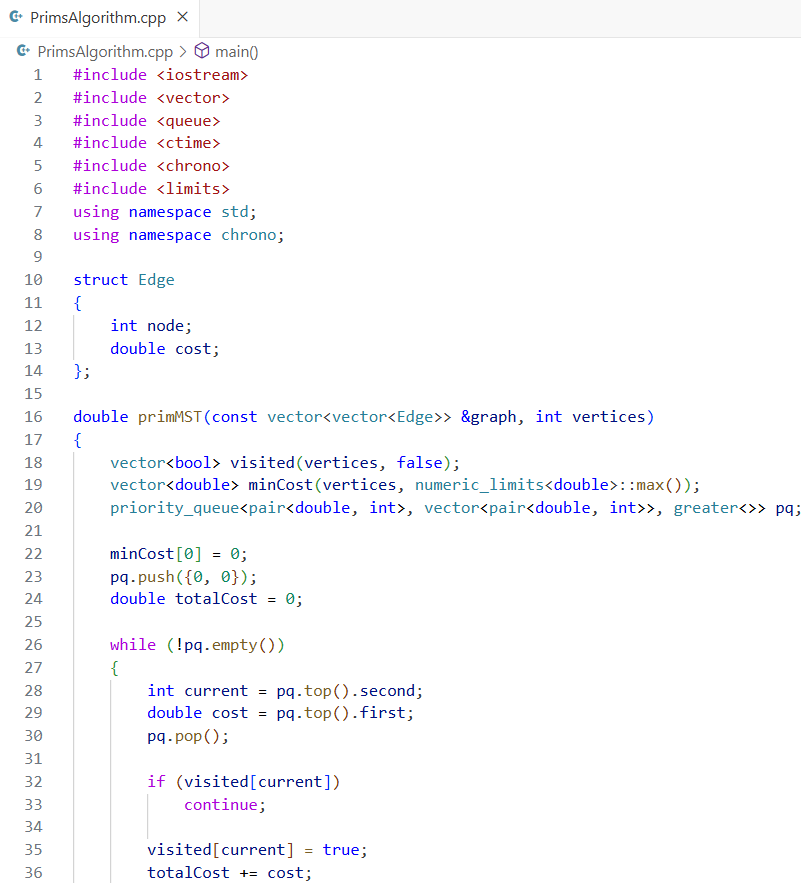 PrimsAlgorithm.cpp
PrimsAlgorithm.cpp > main()
1 #include <iostream>
2 #include <vector>
3 #include <queue>
4 #include <ctime>
5 #include <chrono>
6 #include <limits>
7 using namespace std;
8 using namespace chrono;
9
10 struct Edge
11 {
12     int node;
13     double cost;
14 };
15
16 double primMST(const vector<vector<Edge>> &graph, int vertices)
17 {
18     vector<bool> visited(vertices, false);
19     vector<double> minCost(vertices, numeric_limits<double>::max());
20     priority_queue<pair<double, int>, vector<pair<double, int>>, greater<>> pq;
21
22     minCost[0] = 0;
23     pq.push({0, 0});
24     double totalCost = 0;
25
26     while (!pq.empty())
27     {
28         int current = pq.top().second;
29         double cost = pq.top().first;
30         pq.pop();
31
32         if (visited[current])
33             continue;
34
35         visited[current] = true;
36         totalCost += cost;